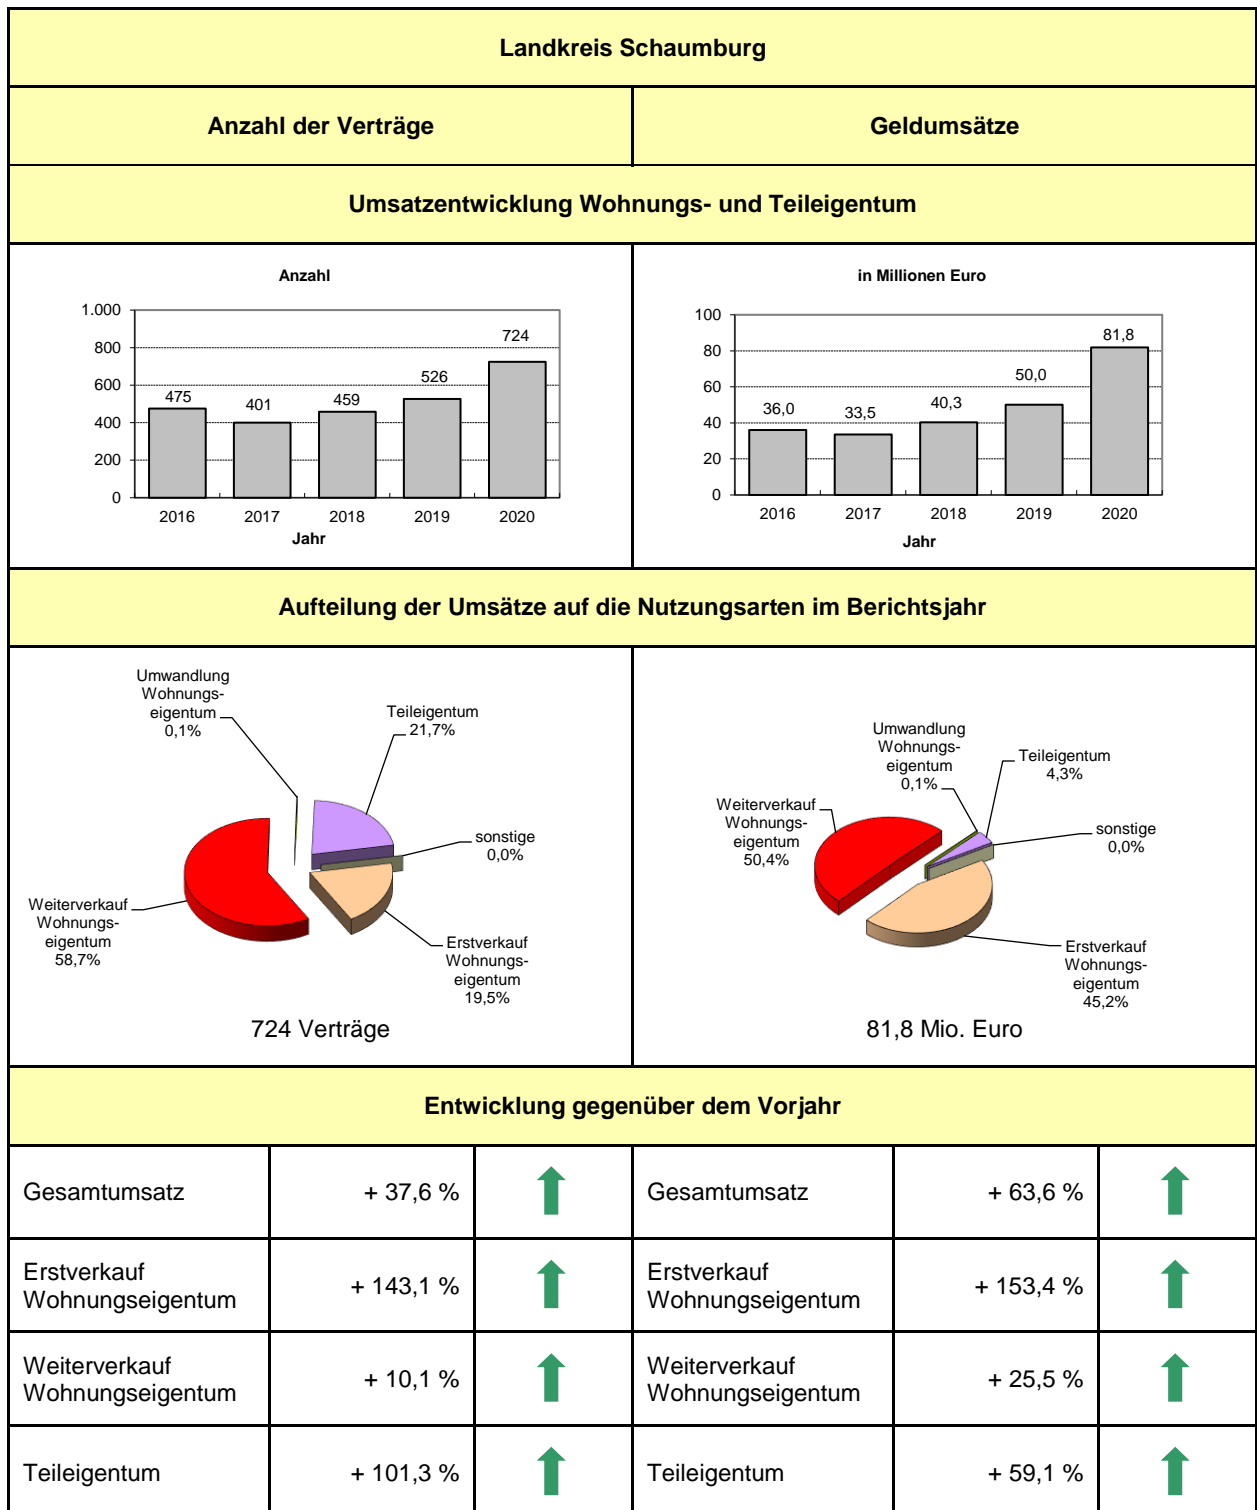 Landkreis Schaumburg
Anzahl der Verträge
Geldumsätze
Umsatzentwicklung Wohnungs- und Teileigentum
Anzahl
1.000
800
600
400
200
0
475
401
459
526
724
2016 2017 2018 2019 2020
Jahr
in Millionen Euro
100
80
60
40
20
0
36,0
33,5
40,3
50,0
81,8
2016 2017 2018 2019 2020
Jahr
Aufteilung der Umsätze auf die Nutzungsarten im Berichtsjahr
Umwandlung
Wohnungs-
eigentum
0,1%
Teileigentum
21,7%
sonstige
0,0%
Weiterverkauf
Wohnungs-
eigentum
58,7%
Erstverkauf
Wohnungs-
eigentum
19,5%
724 Verträge
Umwandlung
Wohnungs-
eigentum
0,1%
Teileigentum
4,3%
Weiterverkauf
Wohnungs-
eigentum
50,4%
sonstige
0,0%
Erstverkauf
Wohnungs-
eigentum
45,2%
81,8 Mio. Euro
Entwicklung gegenüber dem Vorjahr
Gesamtumsatz + 37,6 % Gesamtumsatz + 63,6 %
Erstverkauf
Wohnungseigentum + 143,1 %
Erstverkauf
Wohnungseigentum + 153,4 %
Weiterverkauf
Wohnungseigentum + 10,1 %
Weiterverkauf
Wohnungseigentum + 25,5 %
Teileigentum + 101,3 % Teileigentum + 59,1 %